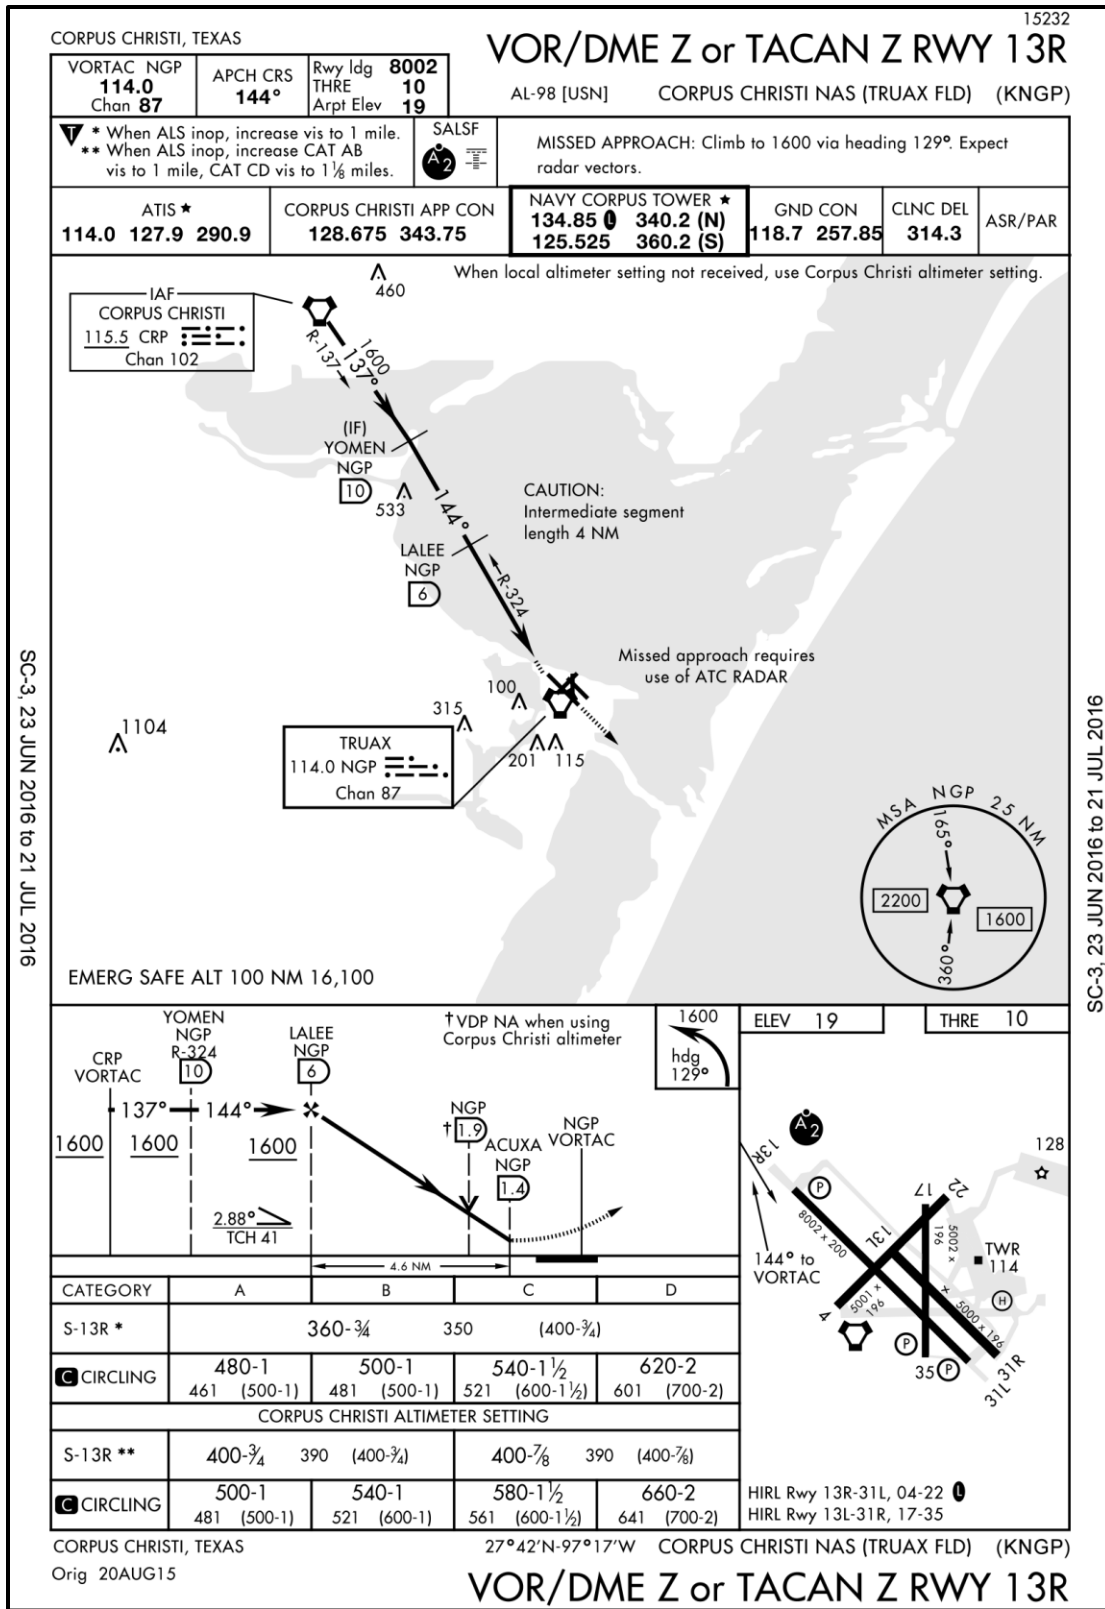 15232
CORPUS CHRISTI, TEXAS
VOR/DME Z or TACAN Z RWY 13R
VORTAC NGP
114.0
Chan 87
APCH CRS
144°
Rwy ldg 8002
THRE 10
Arpt Elev 19
AL-98 [USN]
CORPUS CHRISTI NAS (TRUAX FLD) (KNGP)
T * When ALS inop, increase vis to 1 mile.
** When ALS inop, increase CAT AB
vis to 1 mile, CAT CD vis to 1⅛ miles.
SALSF
A2
MISSED APPROACH: Climb to 1600 via heading 129°. Expect
radar vectors.
ATIS ★
114.0 127.9 290.9
CORPUS CHRISTI APP CON
128.675 343.75
NAVY CORPUS TOWER ★
134.85 L 340.2 (N)
125.525 360.2 (S)
GND CON
118.7 257.85
CLNC DEL
314.3
ASR/PAR
When local altimeter setting not received, use Corpus Christi altimeter setting.
460
IAF
CORPUS CHRISTI
115.5 CRP
Chan 102
R-137
137°
1600
(IF)
YOMEN
NGP
10
533
144°
CAUTION:
Intermediate segment
length 4 NM
LALEE
NGP
6
R-324
Missed approach requires
use of ATC RADAR
100
315
1104
201
115
TRUAX
114.0 NGP
Chan 87
MSA NGP 25 NM
165°
2200
1600
360°
EMERG SAFE ALT 100 NM 16,100
SC-3, 23 JUN 2016 to 21 JUL 2016
SC-3, 23 JUN 2016 to 21 JUL 2016
CRP
VORTAC
YOMEN
NGP
R-324
10
LALEE
NGP
6
†VDP NA when using
Corpus Christi altimeter
1600
hdg
129°
137°
144°
1600
1600
1600
NGP
†1.9
ACUXA
NGP
1.4
NGP
VORTAC
2.88°
TCH 41
4.6 NM
ELEV 19
THRE 10
A2
128
13R
P
17
22
8002 x 200
13L
5002 x
196
TWR
114
144° to
VORTAC
4
5001 x
196
x
5000 x 196
H
P
35
P
31R
31L
HIRL Rwy 13R-31L, 04-22 L
HIRL Rwy 13L-31R, 17-35
CATEGORY A B C D
S-13R * 360-¾ 350 (400-¾)
C CIRCLING
480-1
461 (500-1)
500-1
481 (500-1)
540-1½
521 (600-1½)
620-2
601 (700-2)
CORPUS CHRISTI ALTIMETER SETTING
S-13R ** 400-¾ 390 (400-¾) 400-⅞ 390 (400-⅞)
C CIRCLING
500-1
481 (500-1)
540-1
521 (600-1)
580-1½
561 (600-1½)
660-2
641 (700-2)
CORPUS CHRISTI, TEXAS
Orig 20AUG15
27°42'N-97°17'W
CORPUS CHRISTI NAS (TRUAX FLD) (KNGP)
VOR/DME Z or TACAN Z RWY 13R